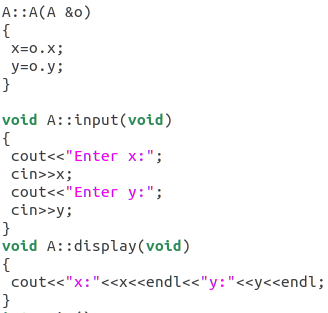 A::A(A &o)
{
 x=o.x;
 y=o.y;
}

void A::input(void)
{
 cout<<"Enter x:";
 cin>>x;
 cout<<"Enter y:";
 cin>>y;
}
void A::display(void)
{
 cout<<"x:"<<x<<endl<<"y:"<<y<<endl;
}